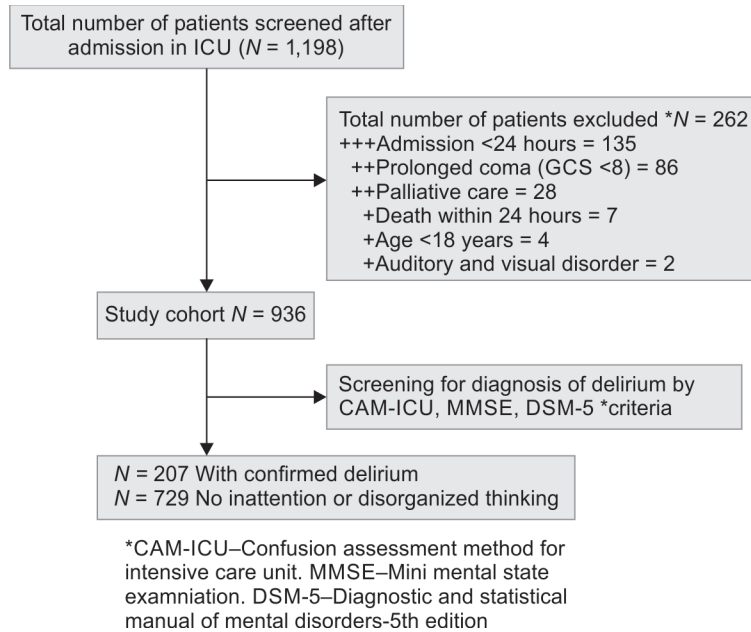 Total number of patients screened after
admission in ICU (N = 1,198)
Total number of patients excluded *N = 262
+++Admission <24 hours = 135
++Prolonged coma (GCS <8) = 86
++Palliative care = 28
+Death within 24 hours = 7
+Age <18 years = 4
+Auditory and visual disorder = 2
Study cohort N = 936
Screening for diagnosis of delirium by
CAM-ICU, MMSE, DSM-5 *criteria
N = 207 With confirmed delirium
N = 729 No inattention or disorganized thinking
*CAM-ICU–Confusion assessment method for
intensive care unit. MMSE–Mini mental state
examniation. DSM-5–Diagnostic and statistical
manual of mental disorders-5th edition